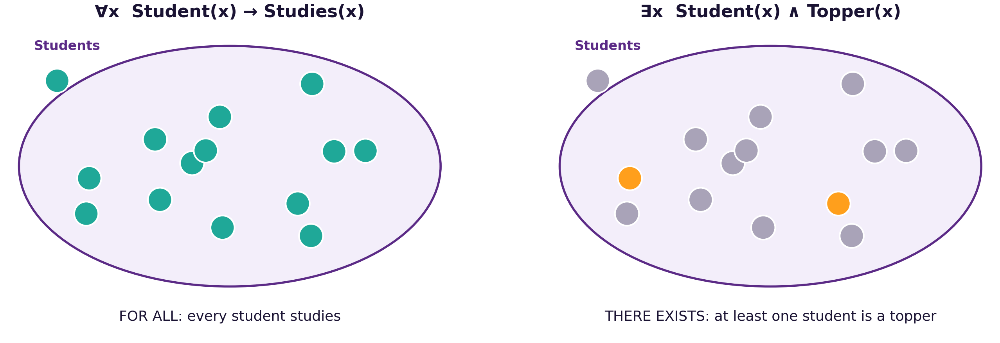 ∀x  Student(x) → Studies(x)
Students
FOR ALL: every student studies
∃x  Student(x) ∧ Topper(x)
Students
THERE EXISTS: at least one student is a topper